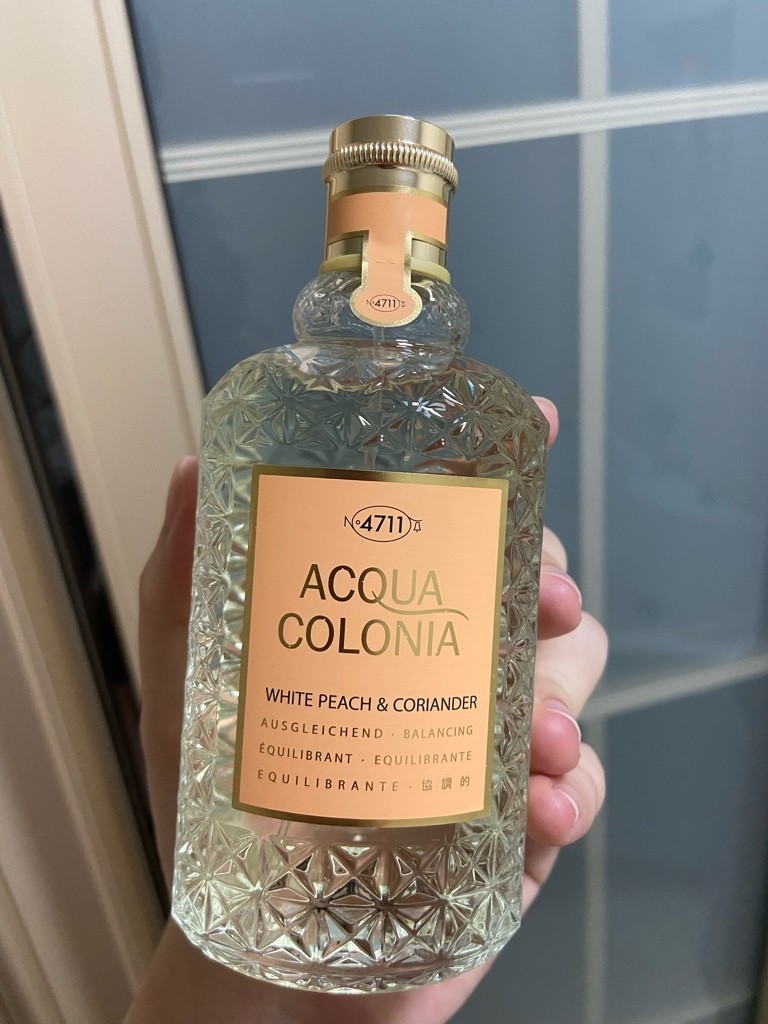 Nº4711
Nº4711
ACQUA
COLONIA
WHITE PEACH & CORIANDER
AUSGLEICHEND · BALANCING
ÉQUILIBRANT · EQUILIBRANTE
EQUILIBRANTE · 協調的